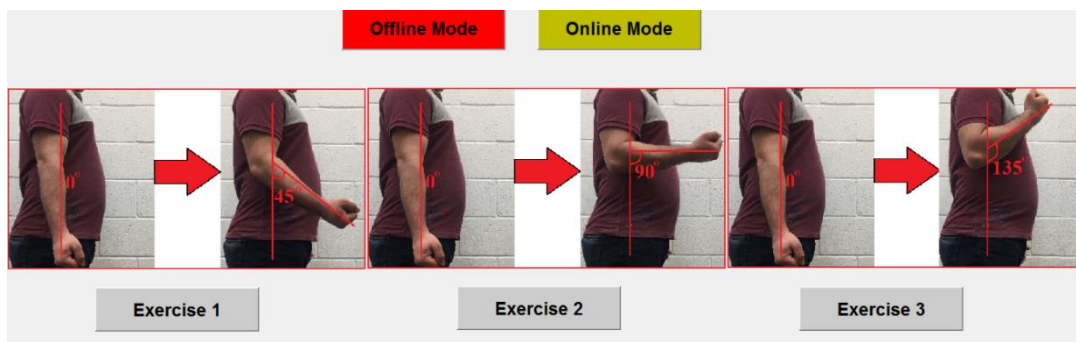 Offline Mode
Online Mode
0°
45°
0°
90°
0°
135°
Exercise 1
Exercise 2
Exercise 3